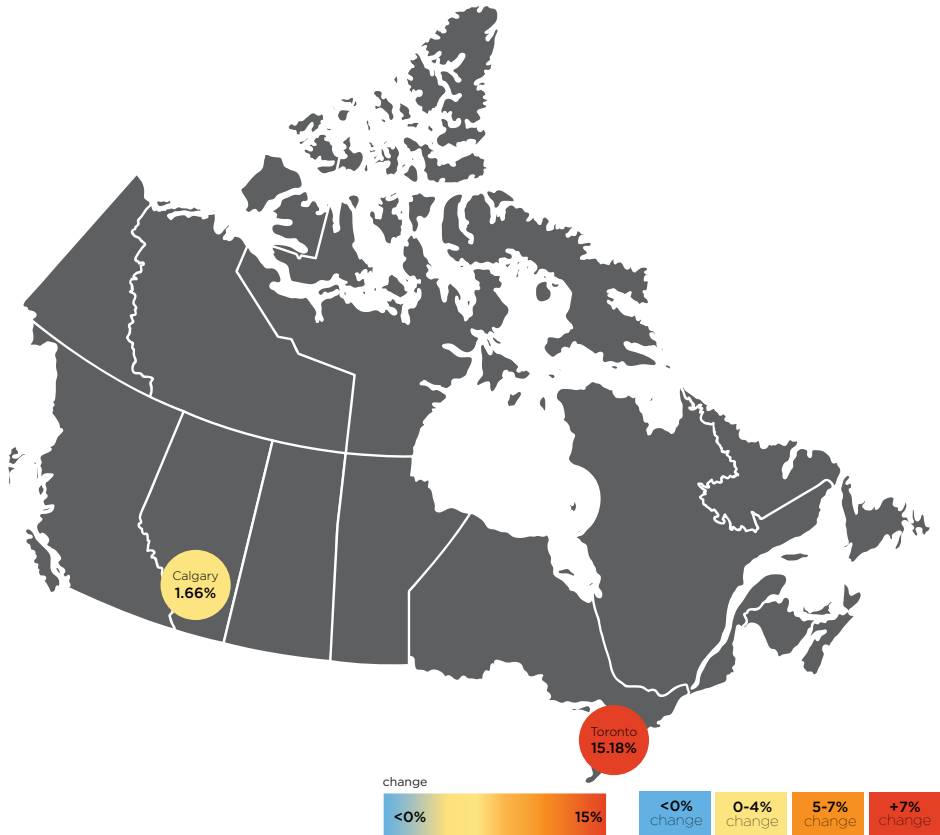 Calgary
1.66%
Toronto
15.18%
change
<0%
15%
<0%
change
0-4%
change
5-7%
change
+7%
change